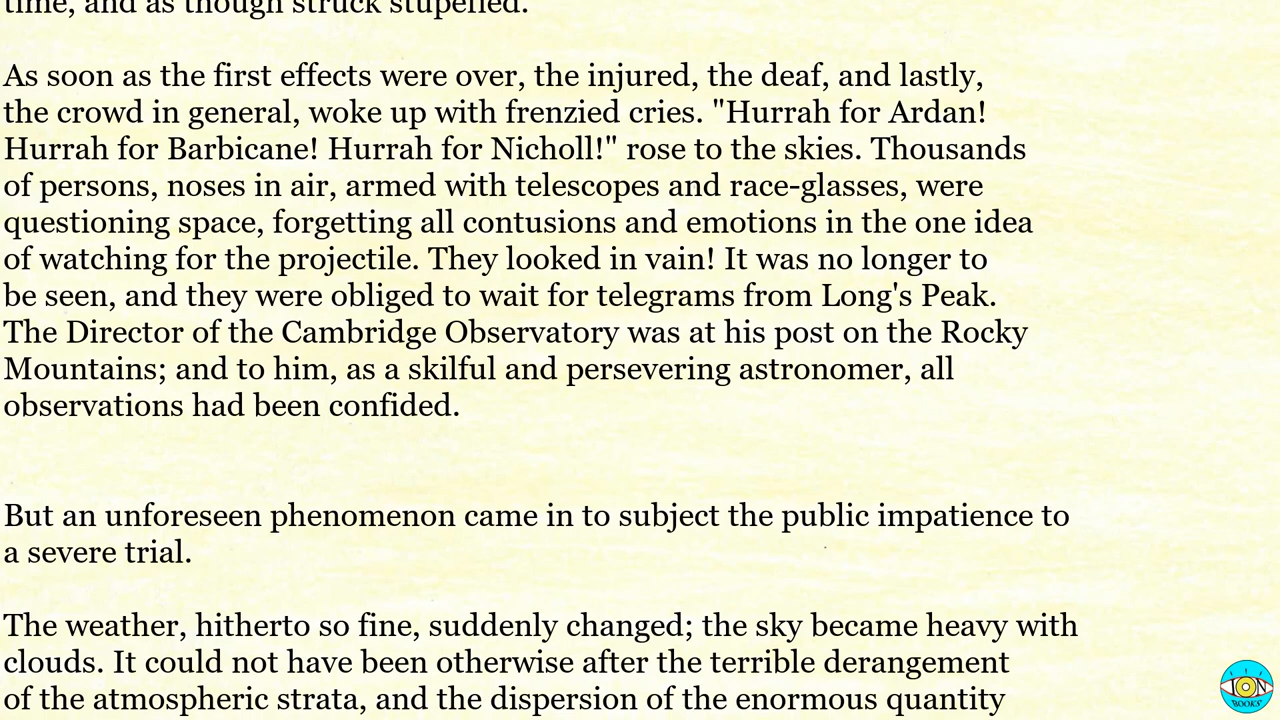 time, and as though struck stupefied.
As soon as the first effects were over, the injured, the deaf, and lastly,
the crowd in general, woke up with frenzied cries. "Hurrah for Ardan!
Hurrah for Barbicane! Hurrah for Nicholl!" rose to the skies. Thousands
of persons, noses in air, armed with telescopes and race-glasses, were
questioning space, forgetting all contusions and emotions in the one idea
of watching for the projectile. They looked in vain! It was no longer to
be seen, and they were obliged to wait for telegrams from Long's Peak.
The Director of the Cambridge Observatory was at his post on the Rocky
Mountains; and to him, as a skilful and persevering astronomer, all
observations had been confided.
But an unforeseen phenomenon came in to subject the public impatience to
a severe trial.
The weather, hitherto so fine, suddenly changed; the sky became heavy with
clouds. It could not have been otherwise after the terrible derangement
of the atmospheric strata, and the dispersion of the enormous quantity
ION
BOOKS